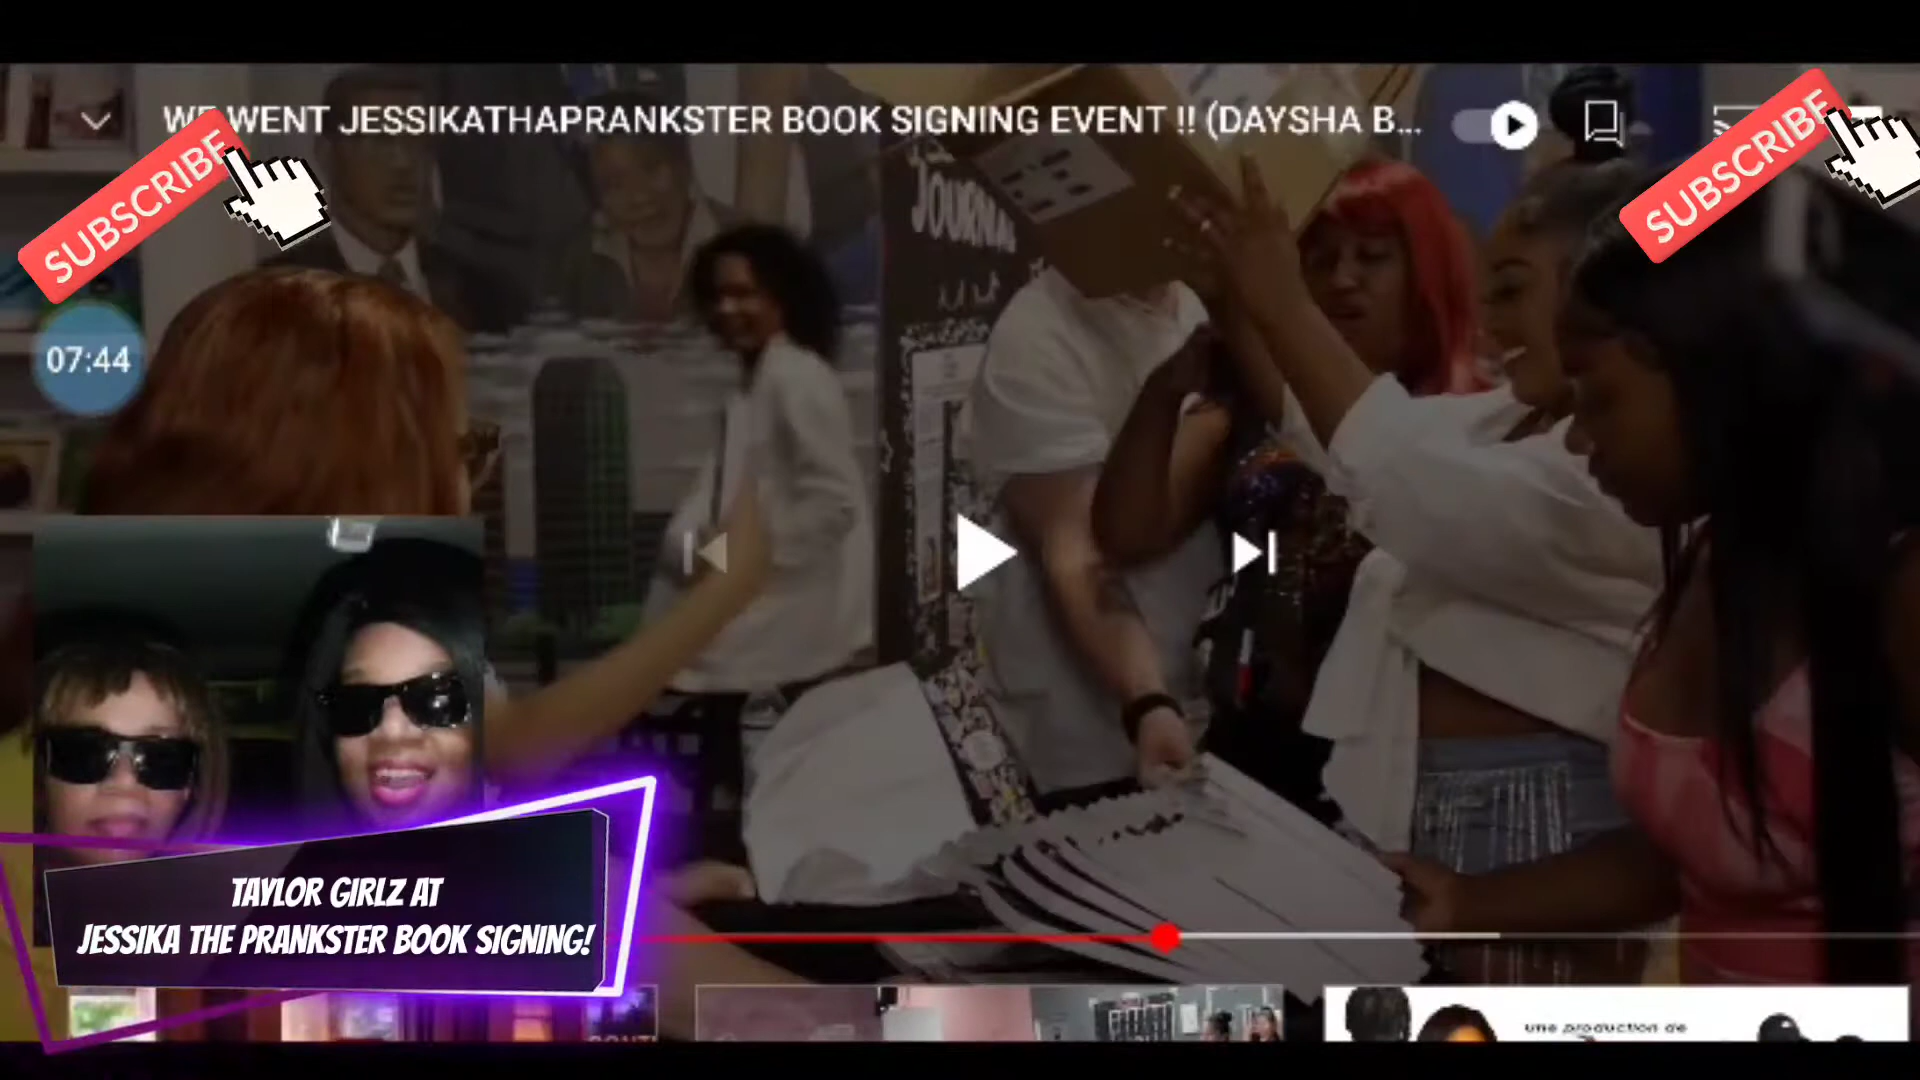 WE WENT JESSIKATHAPRANKSTER BOOK SIGNING EVENT !! (DAYSHA B...
SUBSCRIBE
SUBSCRIBE
JOURNAL
07:44
TAYLOR GIRLZ AT
JESSIKA THE PRANKSTER BOOK SIGNING!
une production de